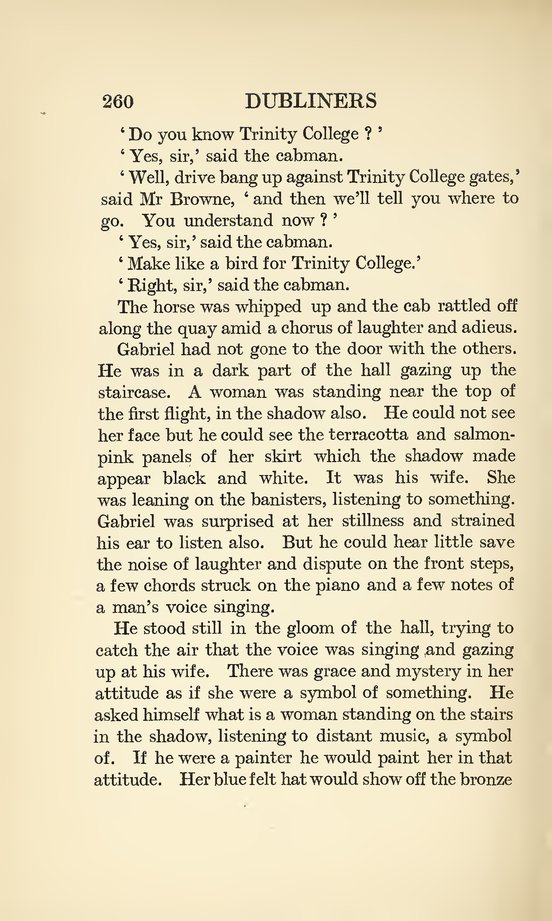 260 DUBLINERS
‘ Do you know Trinity College ? ’
‘ Yes, sir,’ said the cabman.
‘ Well, drive bang up against Trinity College gates,’
said Mr Browne, ‘ and then we’ll tell you where to
go. You understand now ? ’
‘ Yes, sir,’ said the cabman.
‘ Make like a bird for Trinity College.’
‘ Right, sir,’ said the cabman.
The horse was whipped up and the cab rattled off
along the quay amid a chorus of laughter and adieus.
Gabriel had not gone to the door with the others.
He was in a dark part of the hall gazing up the
staircase. A woman was standing near the top of
the first flight, in the shadow also. He could not see
her face but he could see the terracotta and salmon-
pink panels of her skirt which the shadow made
appear black and white. It was his wife. She
was leaning on the banisters, listening to something.
Gabriel was surprised at her stillness and strained
his ear to listen also. But he could hear little save
the noise of laughter and dispute on the front steps,
a few chords struck on the piano and a few notes of
a man’s voice singing.
He stood still in the gloom of the hall, trying to
catch the air that the voice was singing and gazing
up at his wife. There was grace and mystery in her
attitude as if she were a symbol of something. He
asked himself what is a woman standing on the stairs
in the shadow, listening to distant music, a symbol
of. If he were a painter he would paint her in that
attitude. Her blue felt hat would show off the bronze